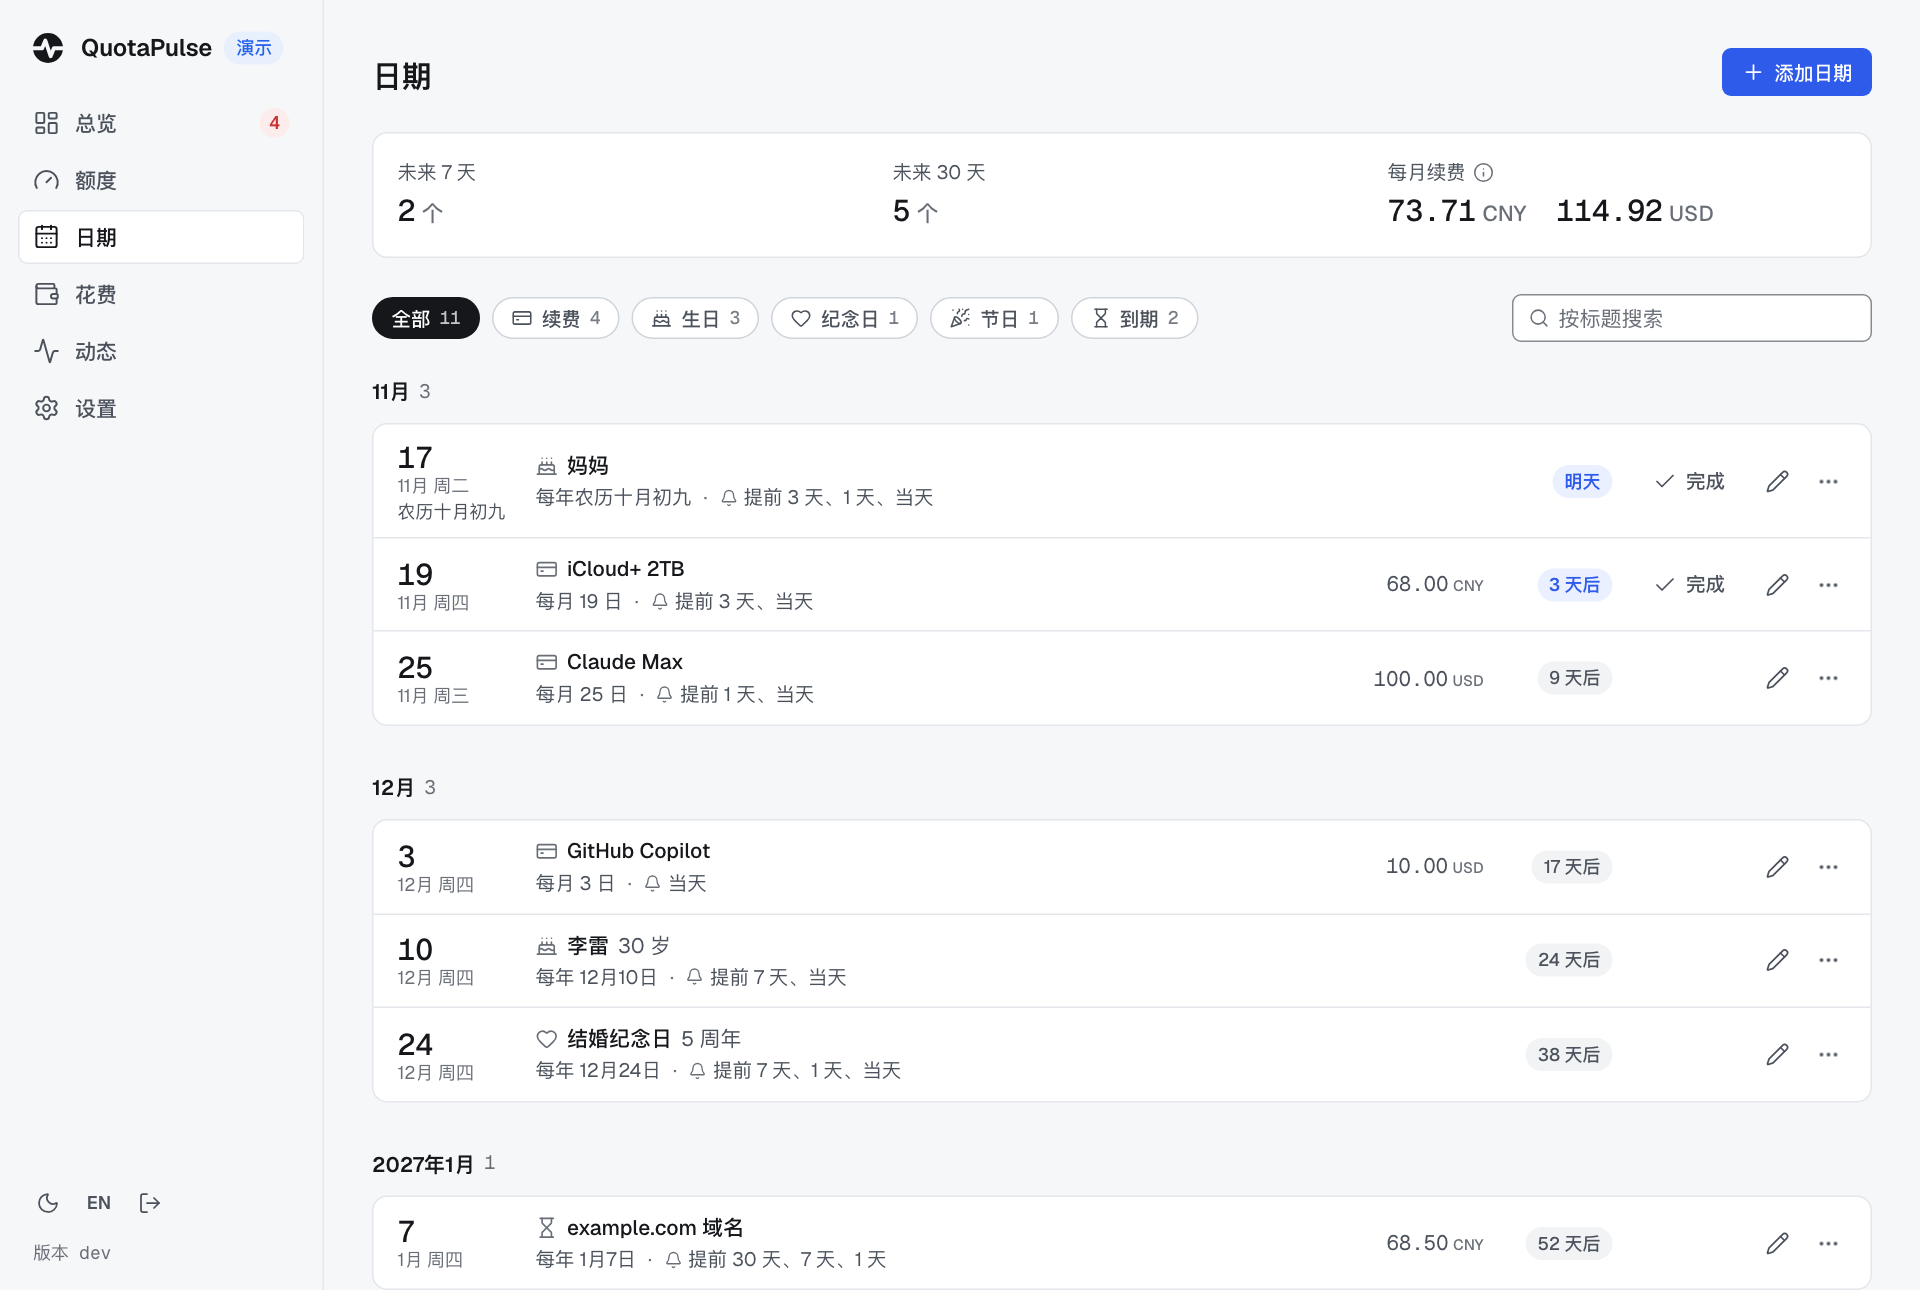 QuotaPulse 演示
总览 4
额度
日期
花费
动态
设置
EN
版本 dev
日期
添加日期
未来 7 天
2 个
未来 30 天
5 个
每月续费
73.71 CNY 114.92 USD
全部 11 续费 4 生日 3 纪念日 1 节日 1 到期 2
按标题搜索
11月 3
17
11月 周二
农历十月初九
妈妈
每年农历十月初九 · 提前 3 天、1 天、当天
明天 完成
19
11月 周四
iCloud+ 2TB
每月 19 日 · 提前 3 天、当天
68.00 CNY 3 天后 完成
25
11月 周三
Claude Max
每月 25 日 · 提前 1 天、当天
100.00 USD 9 天后
12月 3
3
12月 周四
GitHub Copilot
每月 3 日 · 当天
10.00 USD 17 天后
10
12月 周四
李雷 30 岁
每年 12月10日 · 提前 7 天、当天
24 天后
24
12月 周四
结婚纪念日 5 周年
每年 12月24日 · 提前 7 天、1 天、当天
38 天后
2027年1月 1
7
1月 周四
example.com 域名
每年 1月7日 · 提前 30 天、7 天、1 天
68.50 CNY 52 天后